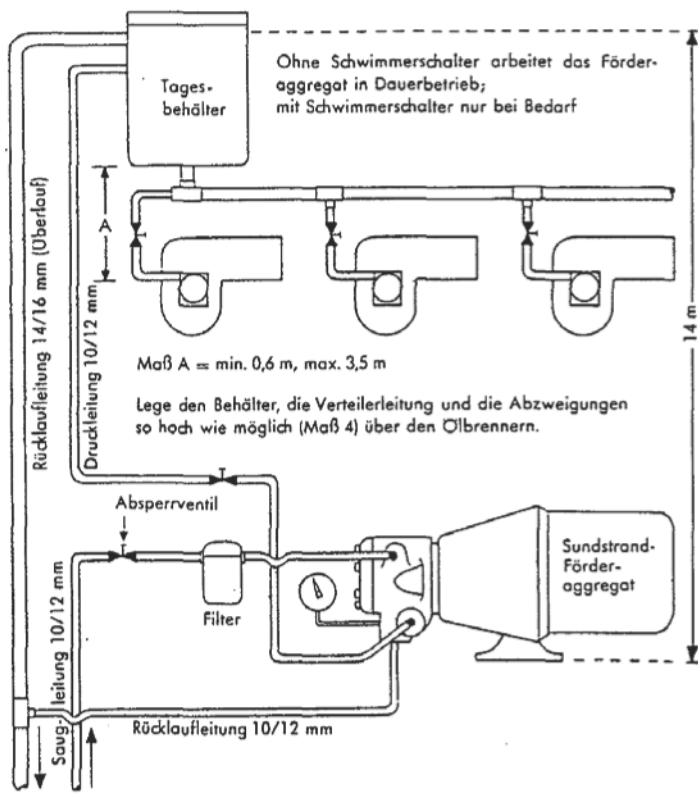 Tages-
behälter
Ohne Schwimmerschalter arbeitet das Förder-
aggregat in Dauerbetrieb;
mit Schwimmerschalter nur bei Bedarf
A
Rücklaufleitung 14/16 mm (Überlauf)
Druckleitung 10/12 mm
14 m
Maß A = min. 0,6 m, max. 3,5 m
Lege den Behälter, die Verteilerleitung und die Abzweigungen
so hoch wie möglich (Maß 4) über den Ölbrennern.
Absperrventil
Filter
Sundstrand-
Förder-
aggregat
Saug-
leitung 10/12 mm
Rücklaufleitung 10/12 mm